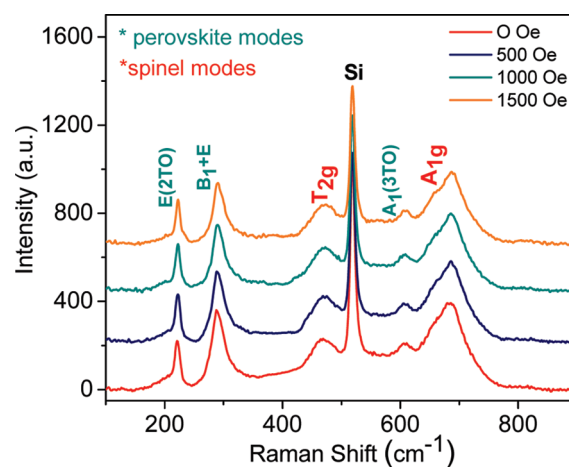 * perovskite modes
*spinel modes
O Oe
500 Oe
1000 Oe
1500 Oe
Si
E(2TO)
B1+E
T2g
A1(3TO)
A1g
1600
1200
800
400
0
Intensity (a.u.)
200
400
600
800
Raman Shift (cm-1)